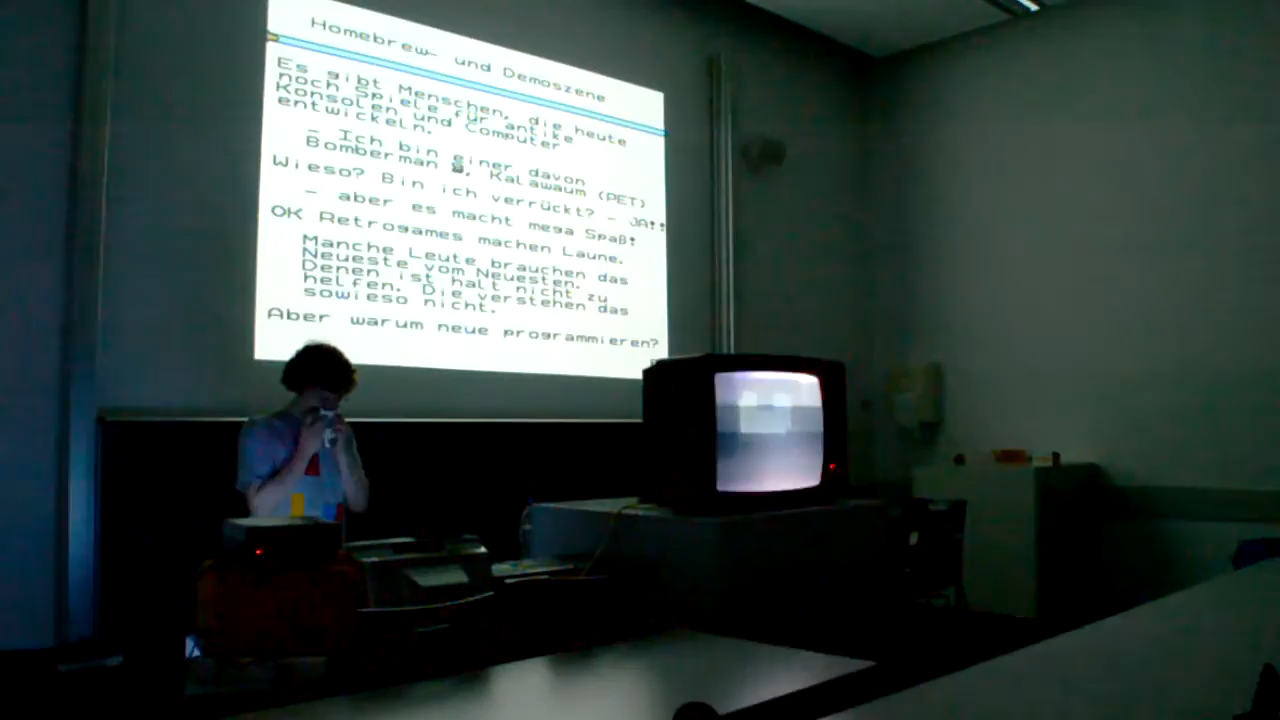 Homebrew- und Demoszene
Es gibt Menschen, die heute
noch Spiele für antike
Konsolen und Computer
entwickeln.
- Ich bin einer davon
Bomberman, Kalawaum (PET)
Wieso? Bin ich verrückt? - JA!!
- aber es macht mega Spaß!
OK Retrogames machen Laune.
Manche Leute brauchen das
Neueste vom Neuesten.
Denen ist halt nicht zu
helfen. Die verstehen das
sowieso nicht.
Aber warum neue programmieren?